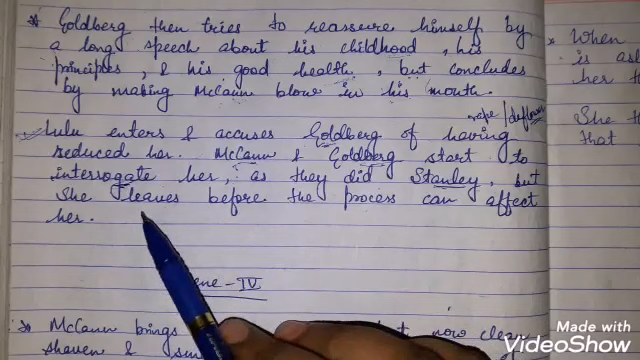 Goldberg then tries to reassure himself by
a long speech about his childhood, his
principles, & his good health, but concludes
by making McCann blow in his mouth.
rape / deflower
Lulu enters & accuses Goldberg of having
seduced her. McCann & Goldberg start to
interrogate her, as they did Stanley, but
she leaves before the process can affect
her.
ene - IV
McCann brings
now clean
shaven &
When
is as
her th
She t
that
Made with
VideoShow